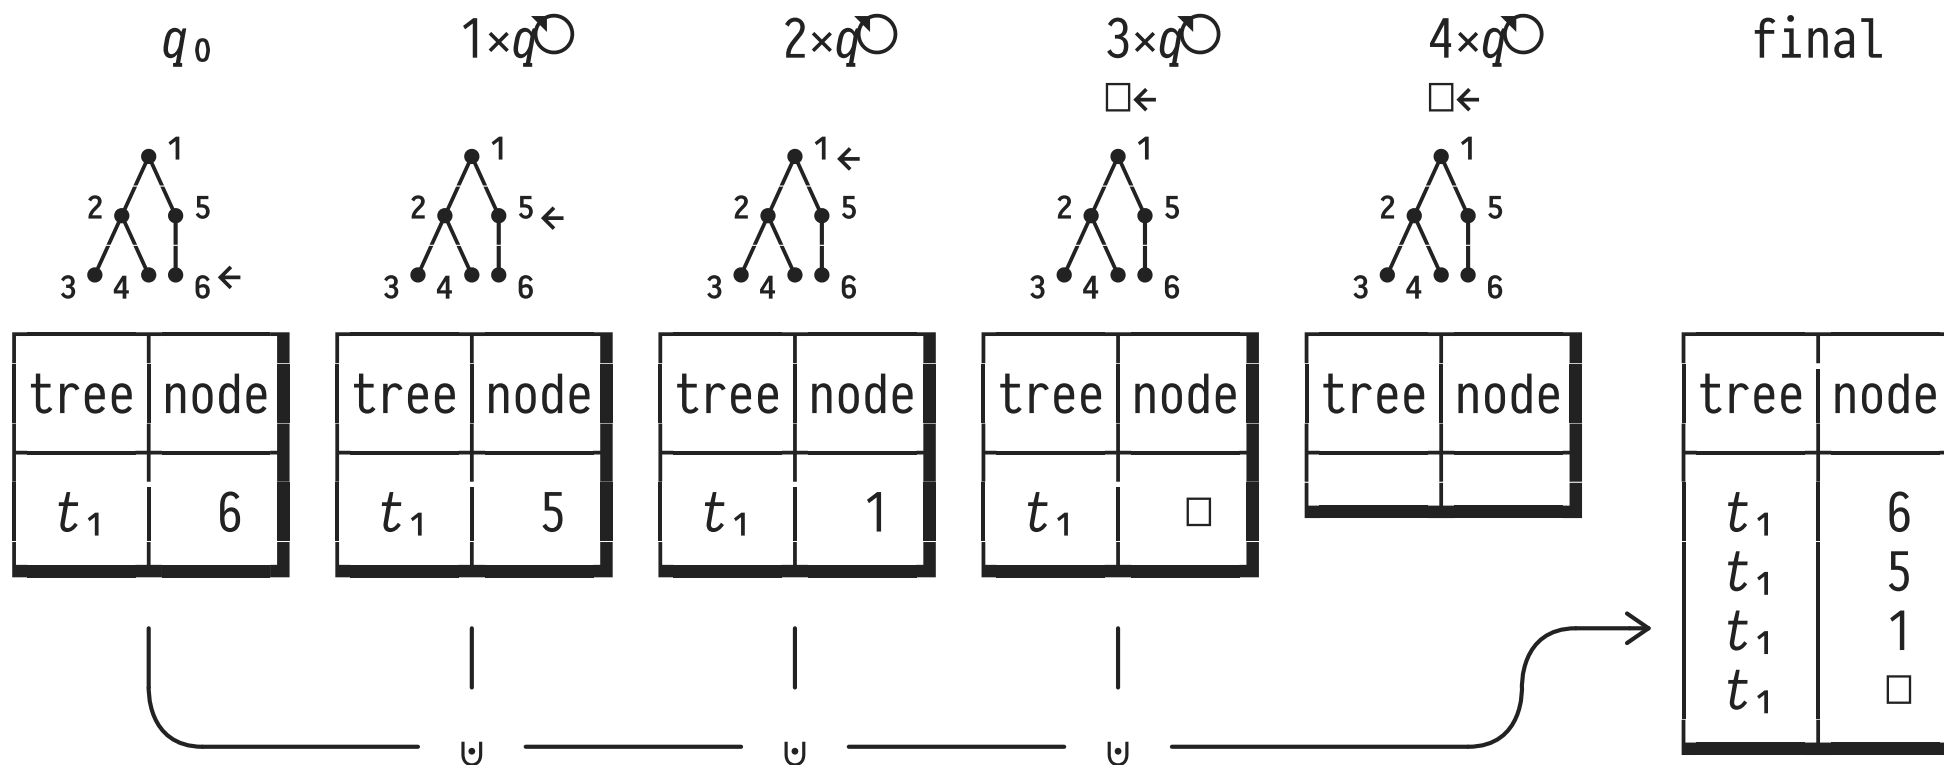 q₀ 1×q↺ 2×q↺ 3×q↺ 4×q↺ final
□← □←
1 1 1← 1 1
2 5 2 5← 2 5 2 5 2 5
3 4 6← 3 4 6 3 4 6 3 4 6 3 4 6
tree node tree node tree node tree node tree node tree node
t₁ 6 t₁ 5 t₁ 1 t₁ □ t₁ 6
t₁ 5
t₁ 1
t₁ □
⊍ ⊍ ⊍